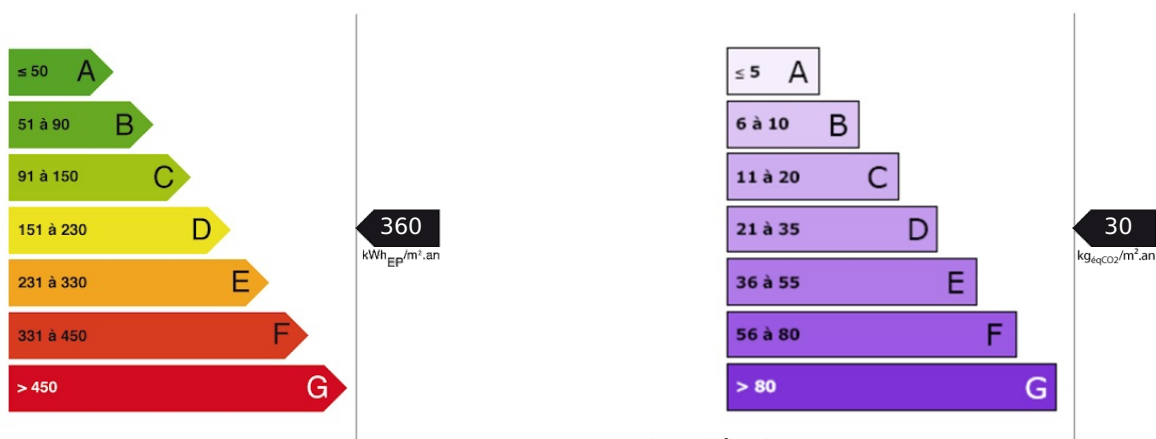 ≤ 50 A
51 à 90 B
91 à 150 C
151 à 230 D
231 à 330 E
331 à 450 F
> 450 G
360
kWhEP/m².an
≤ 5 A
6 à 10 B
11 à 20 C
21 à 35 D
36 à 55 E
56 à 80 F
> 80 G
30
kgéqCO2/m².an